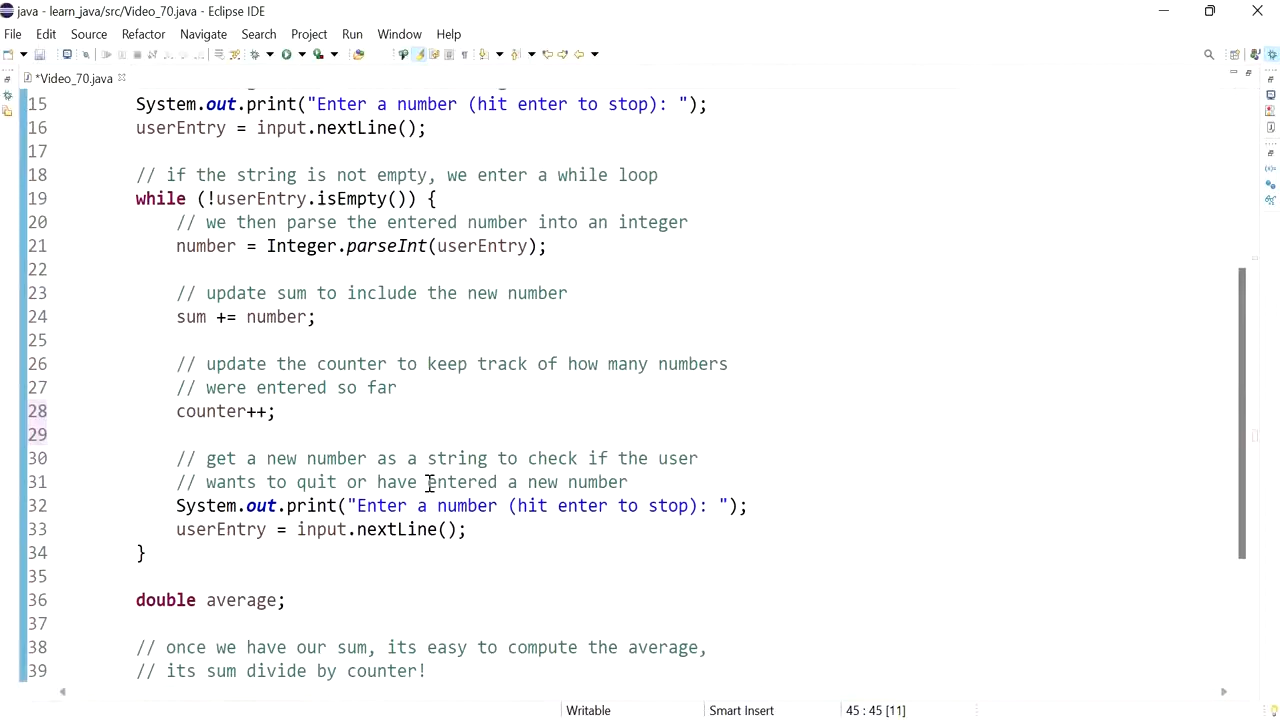 java - learn_java/src/Video_70.java - Eclipse IDE
File Edit Source Refactor Navigate Search Project Run Window Help
*Video_70.java
15 System.out.print("Enter a number (hit enter to stop): ");
16 userEntry = input.nextLine();
17
18 // if the string is not empty, we enter a while loop
19 while (!userEntry.isEmpty()) {
20 // we then parse the entered number into an integer
21 number = Integer.parseInt(userEntry);
22
23 // update sum to include the new number
24 sum += number;
25
26 // update the counter to keep track of how many numbers
27 // were entered so far
28 counter++;
29
30 // get a new number as a string to check if the user
31 // wants to quit or have entered a new number
32 System.out.print("Enter a number (hit enter to stop): ");
33 userEntry = input.nextLine();
34 }
35
36 double average;
37
38 // once we have our sum, its easy to compute the average,
39 // its sum divide by counter!
Writable Smart Insert 45 : 45 [11]